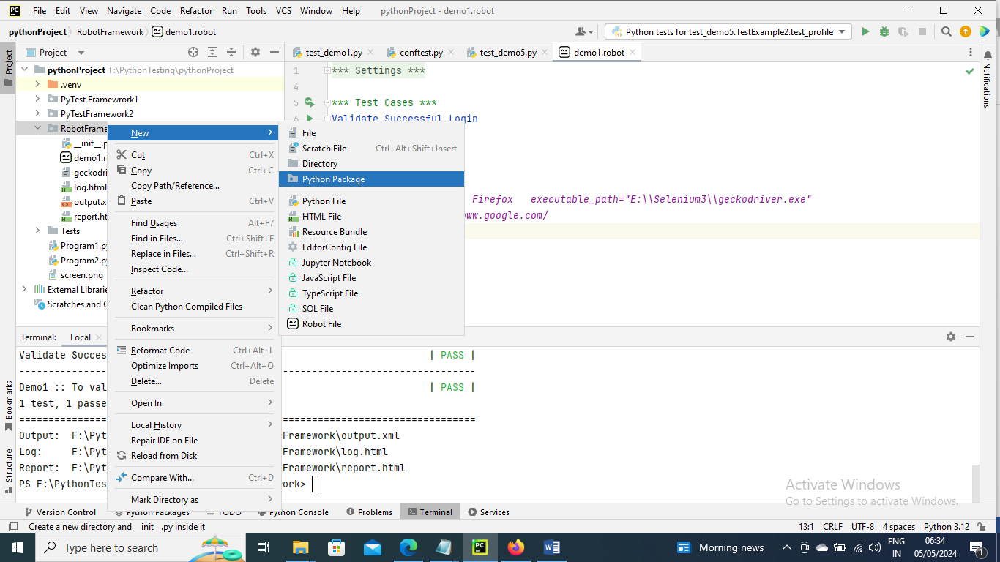 PC File Edit View Navigate Code Refactor Run Tools VCS Window Help pythonProject - demo1.robot
pythonProject RobotFramework demo1.robot Python tests for test_demo5.TestExample2.test_profile
Project
Project
test_demo1.py conftest.py test_demo5.py demo1.robot
Notifications
pythonProject F:\PythonTesting\pythonProject
.venv
PyTest Framewrork1
PyTestFramework2
RobotFrame
__init__.p
demo1.r
geckodri
log.html
output.x
report.ht
Tests
Program1.py
Program2.py
screen.png
External Librarie
Scratches and C
1 *** Settings ***
4
5 *** Test Cases ***
6 Validate Successful Login
Firefox executable_path="E:\\Selenium3\\geckodriver.exe"
www.google.com/
New
Cut Ctrl+X
Copy Ctrl+C
Copy Path/Reference...
Paste Ctrl+V
Find Usages Alt+F7
Find in Files... Ctrl+Shift+F
Replace in Files... Ctrl+Shift+R
Inspect Code...
Refactor
Clean Python Compiled Files
Bookmarks
Reformat Code Ctrl+Alt+L
Optimize Imports Ctrl+Alt+O
Delete... Delete
Open In
Local History
Repair IDE on File
Reload from Disk
Compare With... Ctrl+D
Mark Directory as
File
Scratch File Ctrl+Alt+Shift+Insert
Directory
Python Package
Python File
HTML File
Resource Bundle
EditorConfig File
Jupyter Notebook
JavaScript File
TypeScript File
SQL File
Robot File
Terminal: Local
Validate Succes | PASS |
Demo1 :: To val | PASS |
1 test, 1 passe
Output: F:\Pyt Framework\output.xml
Log: F:\Pyt Framework\log.html
Report: F:\Pyt Framework\report.html
PS F:\PythonTes ork>
Bookmarks
Structure
Activate Windows
Go to Settings to activate Windows.
Version Control Python Packages TODO Python Console Problems Terminal Services
Create a new directory and __init__.py inside it 13:1 CRLF UTF-8 4 spaces Python 3.12
Type here to search PC W Morning news ENG 06:34
IN 05/05/2024 1